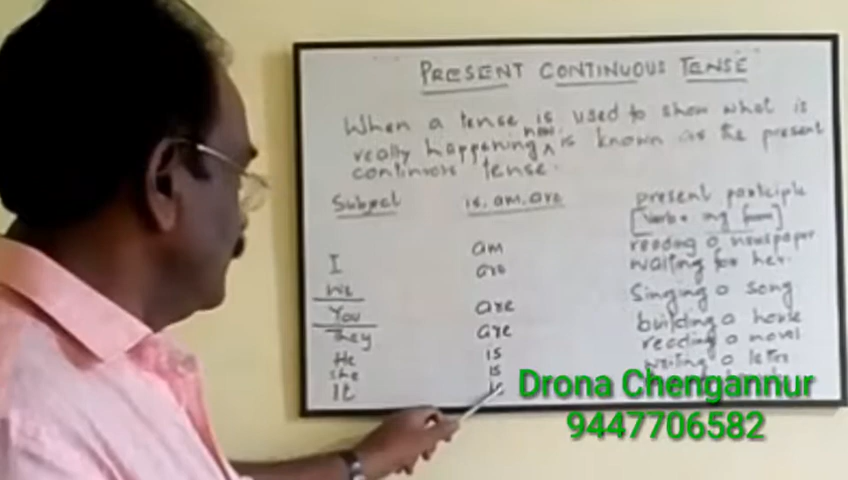 PRESENT CONTINUOUS TENSE
When a tense is used to show what is
really happening now is known as the present
continuous tense.
Subject is, am, are present participle
[verb + ing form]
I am reading a newspaper
We are waiting for her.
You are Singing a song
They are building a house
He is reading a novel
She is writing a letter
It is
Drona Chengannur
9447706582